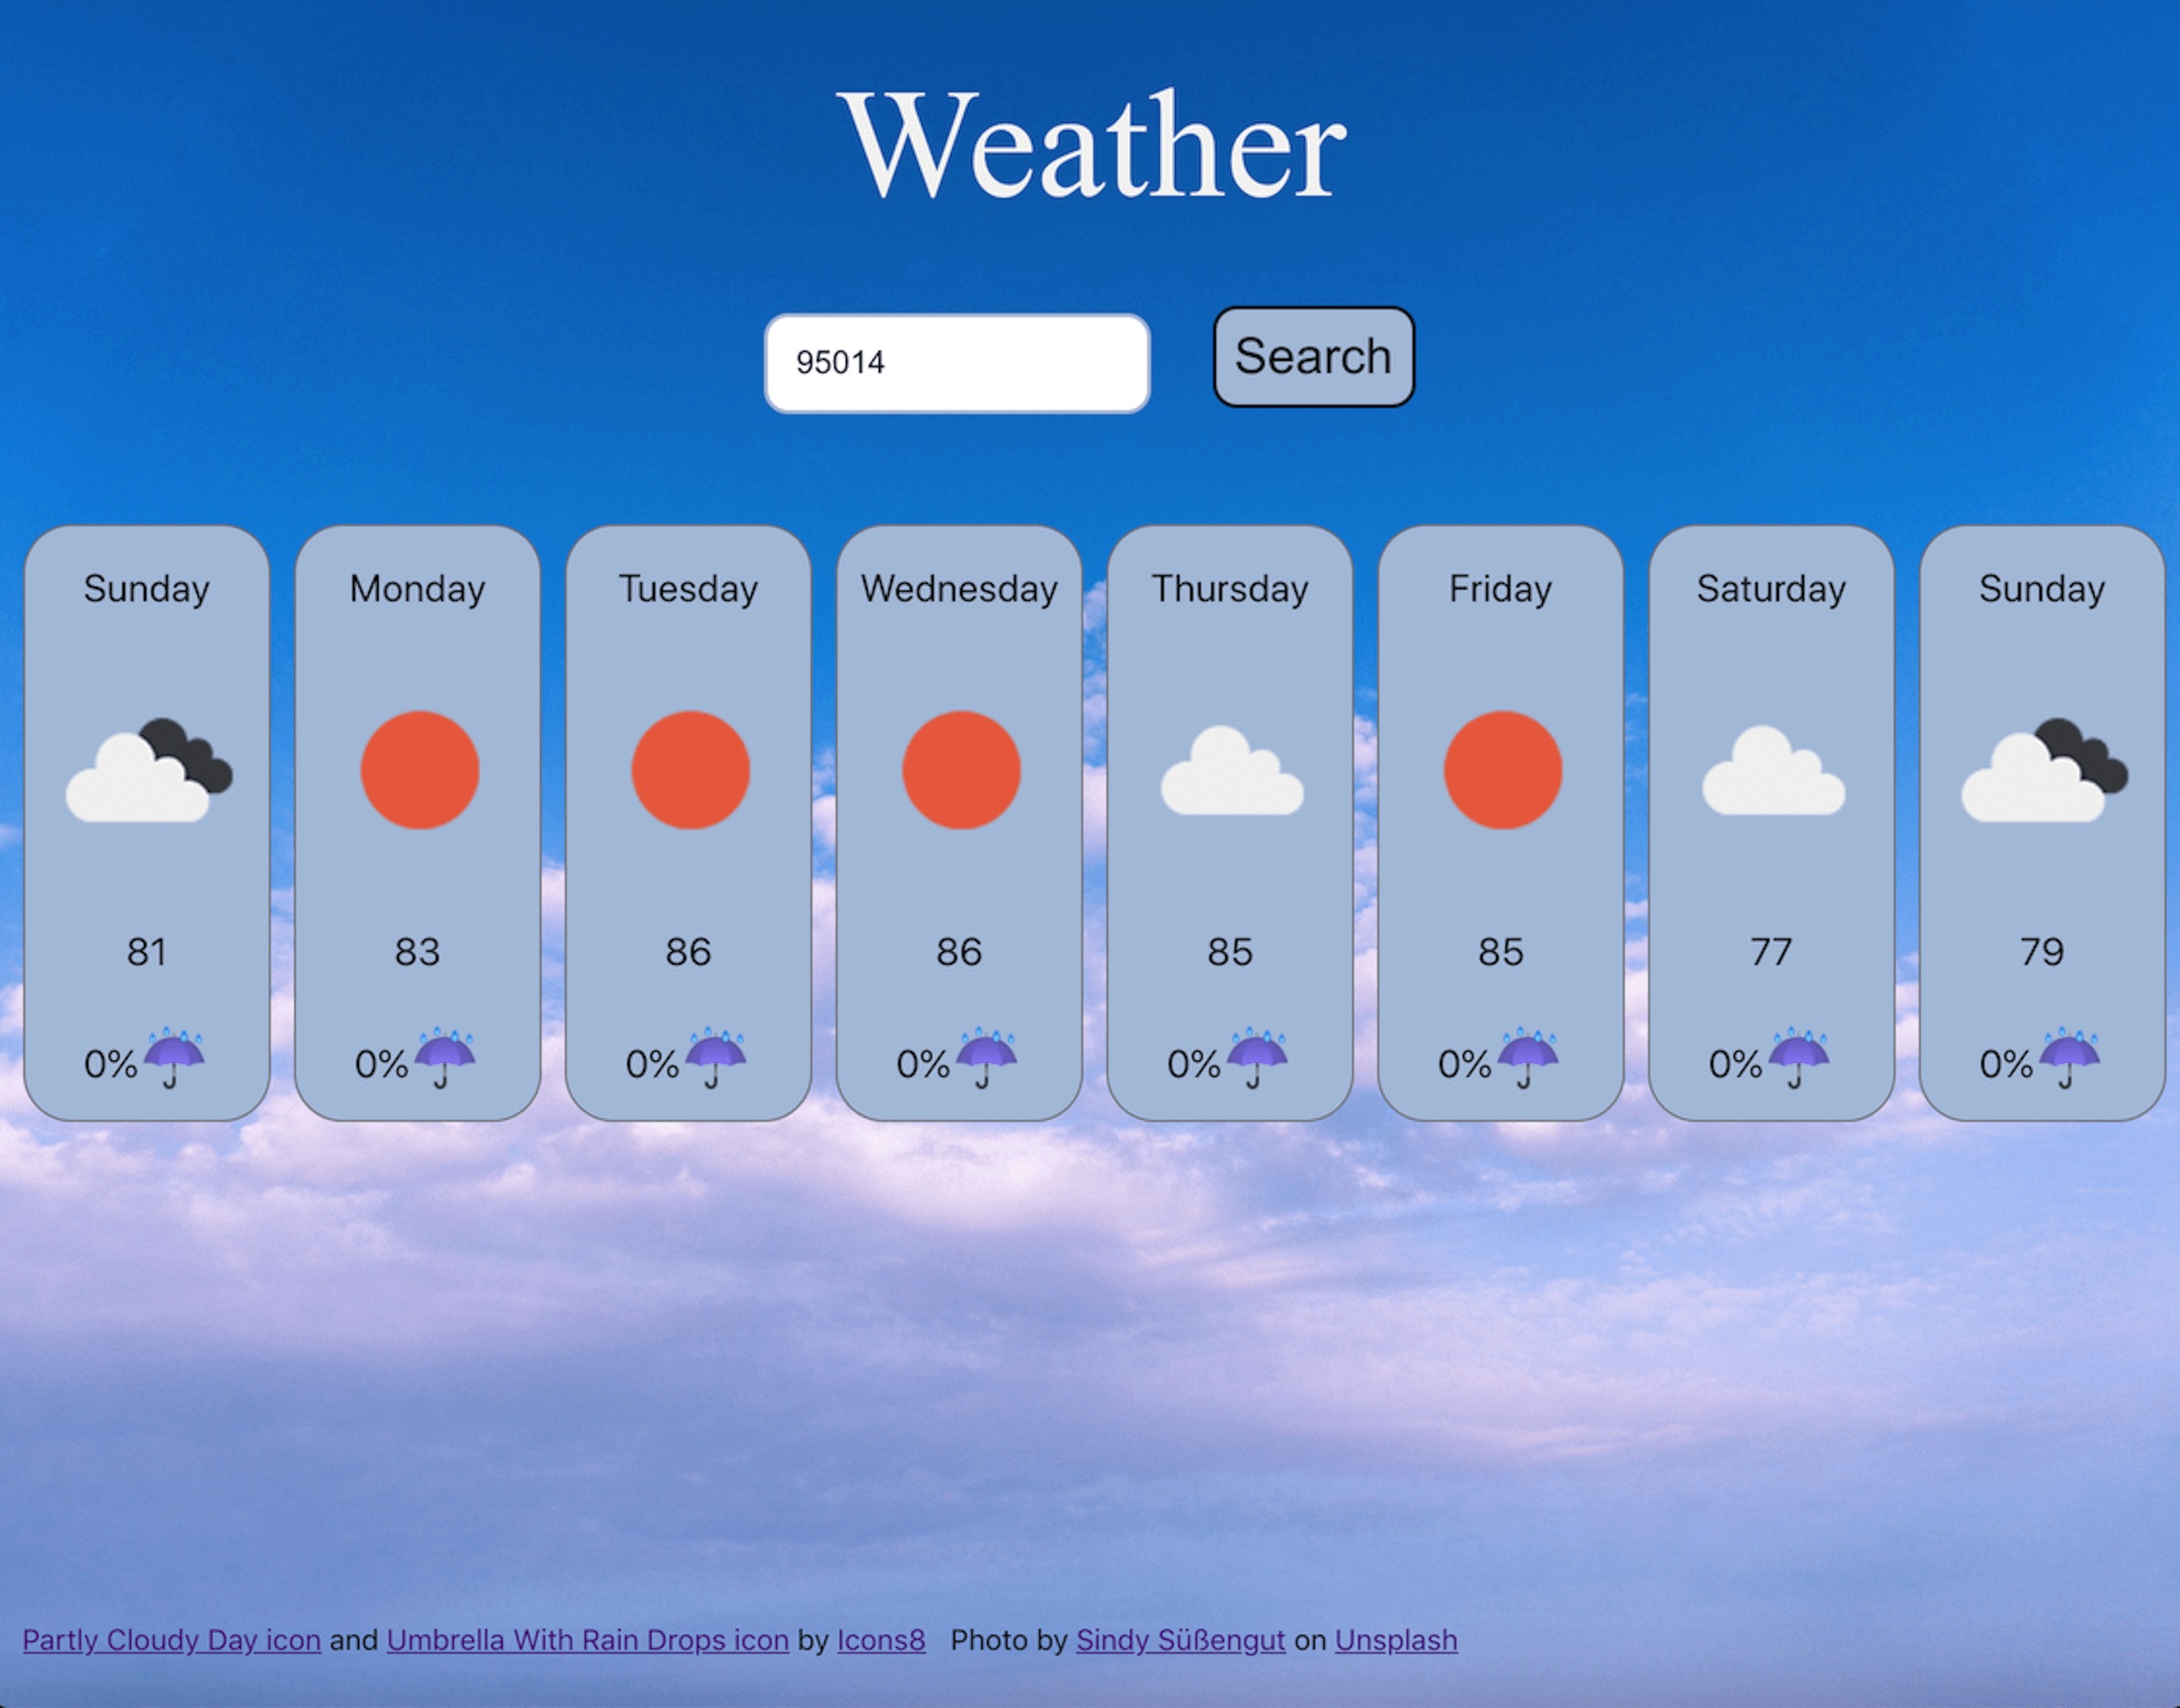 Weather
95014 Search
Sunday Monday Tuesday Wednesday Thursday Friday Saturday Sunday
81 83 86 86 85 85 77 79
0% 0% 0% 0% 0% 0% 0% 0%
Partly Cloudy Day icon and Umbrella With Rain Drops icon by Icons8 Photo by Sindy Süßengut on Unsplash